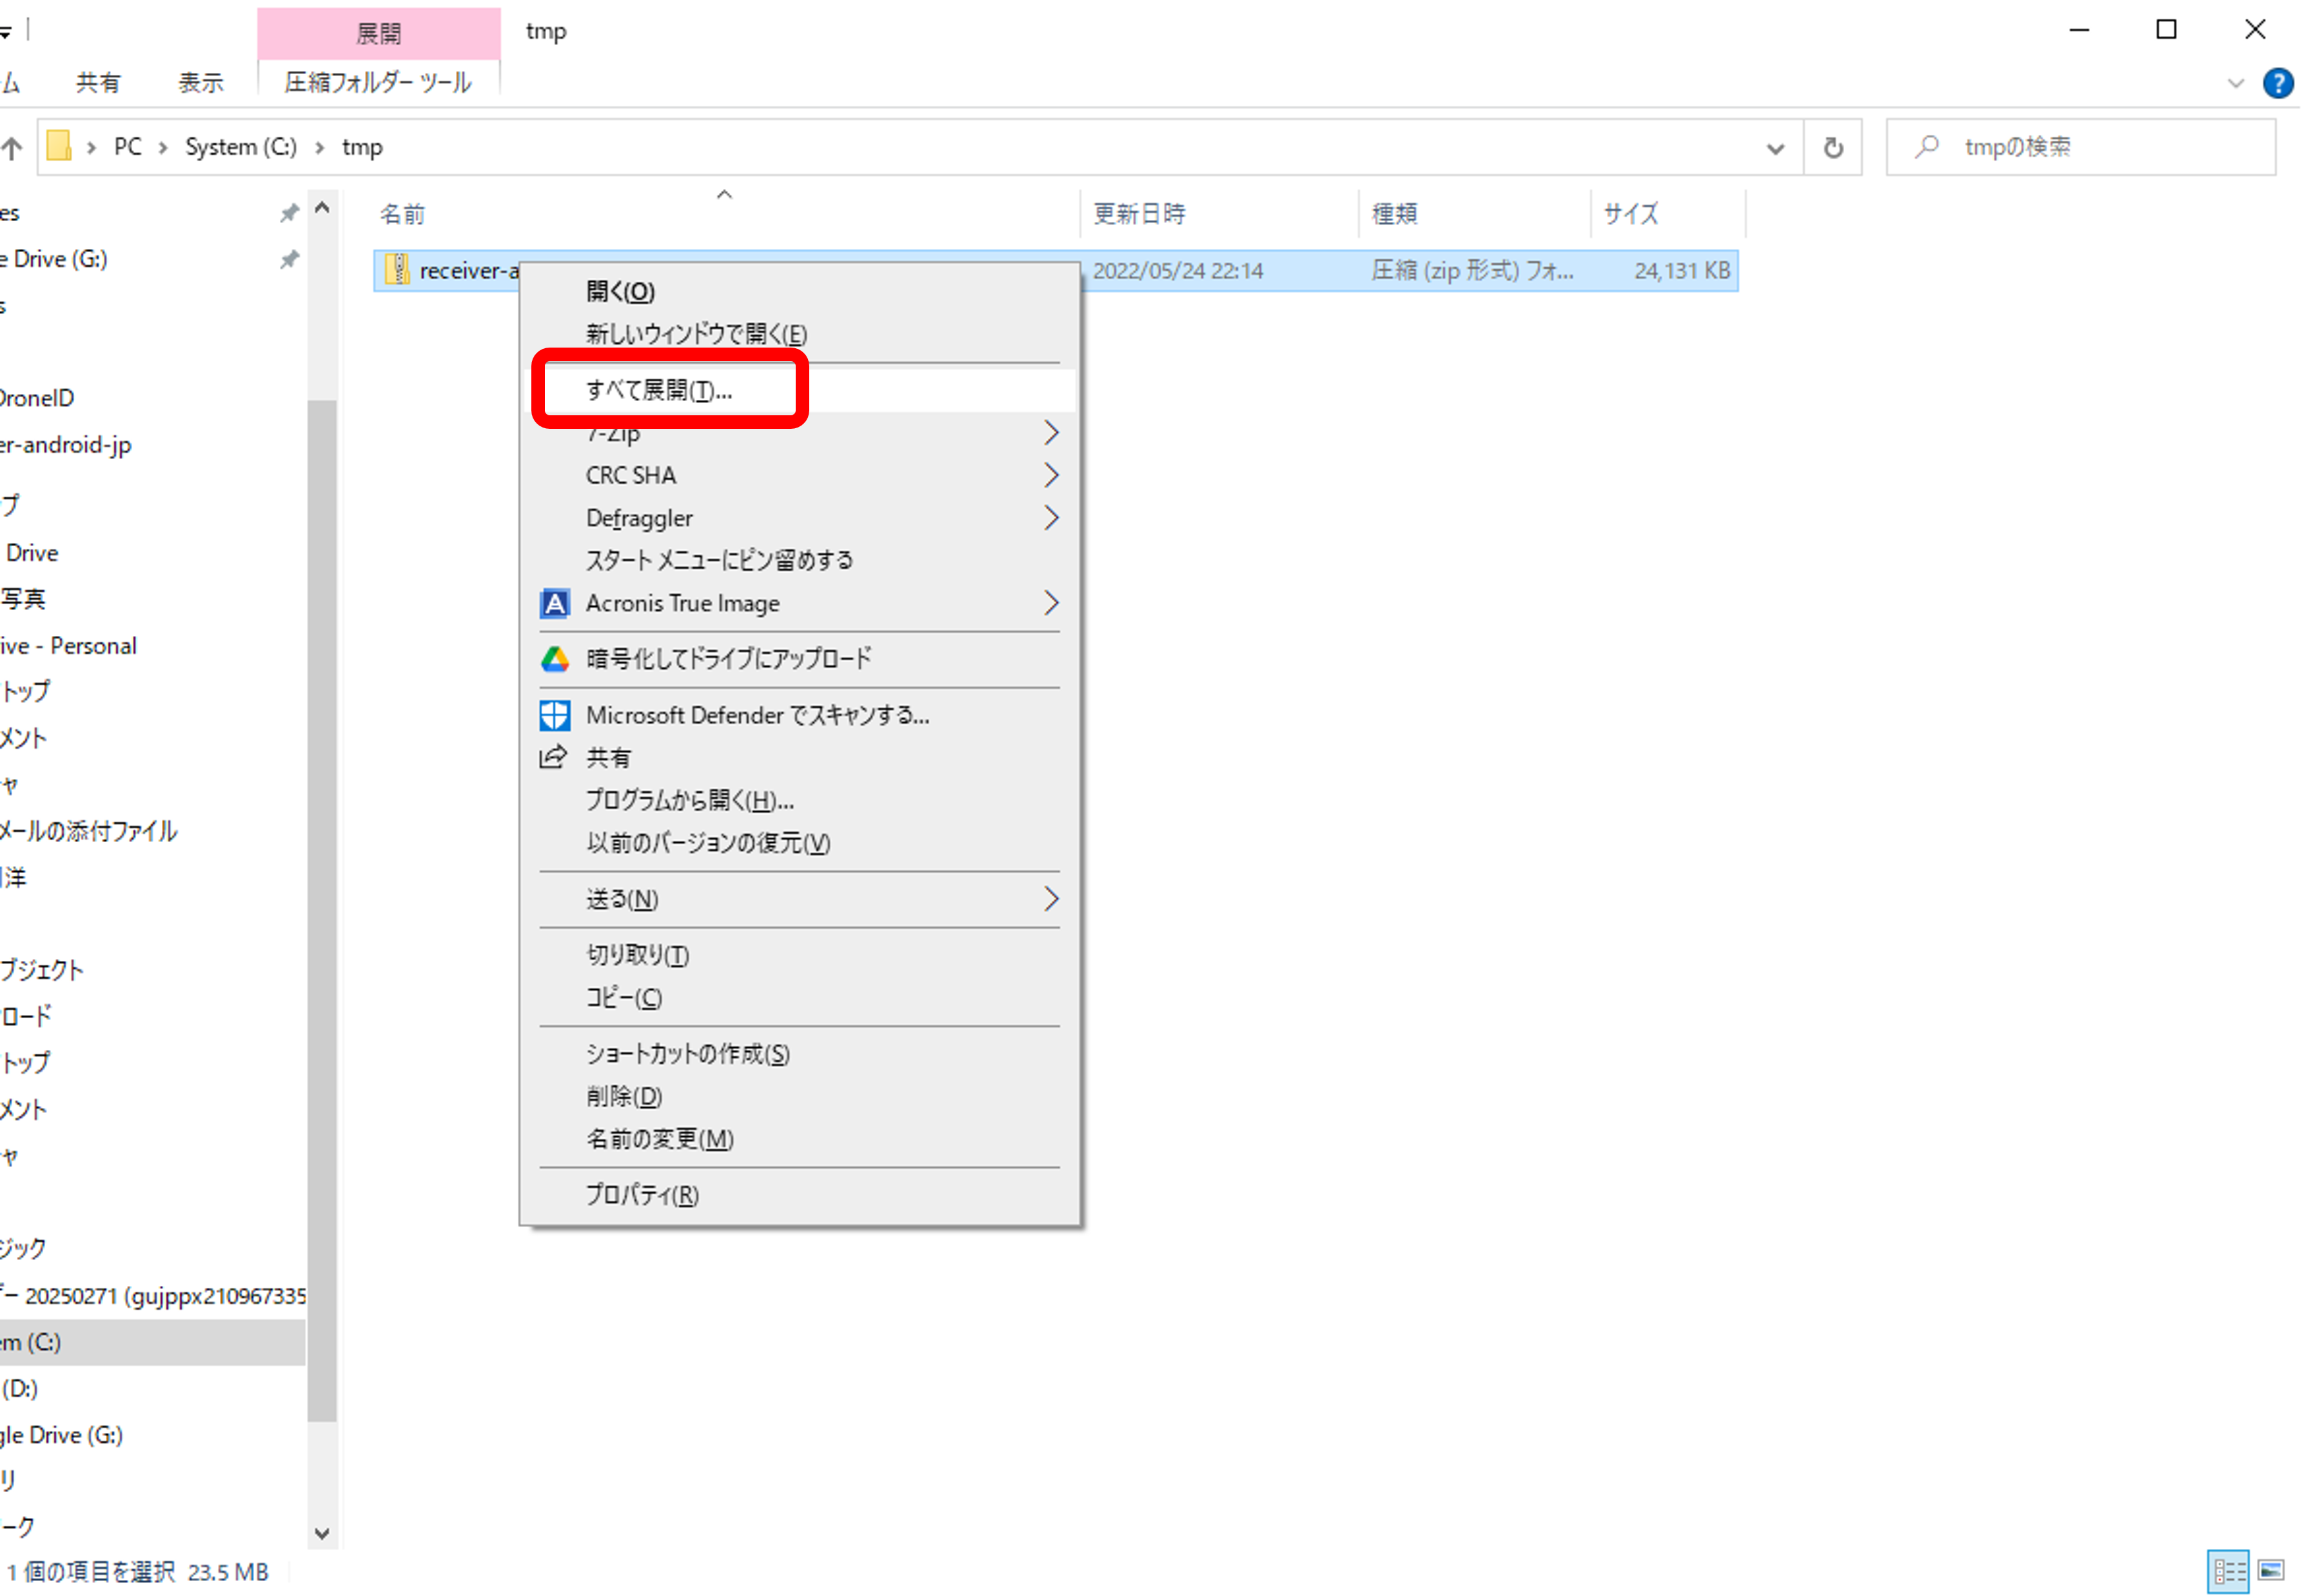 展開
tmp
ム
共有
表示
圧縮フォルダー ツール
PC
System (C:)
tmp
tmpの検索
名前
更新日時
種類
サイズ
receiver-a
2022/05/24 22:14
圧縮 (zip 形式) フォ...
24,131 KB
es
e Drive (G:)
s
DroneID
er-android-jp
プ
Drive
写真
ive - Personal
トップ
メント
ャ
メールの添付ファイル
洋
ブジェクト
ロード
トップ
メント
ャ
ジック
ー 20250271 (gujppx210967335
em (C:)
(D:)
gle Drive (G:)
リ
ーク
開く(O)
新しいウィンドウで開く(E)
すべて展開(T)...
7-Zip
CRC SHA
Defraggler
スタート メニューにピン留めする
Acronis True Image
暗号化してドライブにアップロード
Microsoft Defender でスキャンする...
共有
プログラムから開く(H)...
以前のバージョンの復元(V)
送る(N)
切り取り(T)
コピー(C)
ショートカットの作成(S)
削除(D)
名前の変更(M)
プロパティ(R)
1 個の項目を選択 23.5 MB